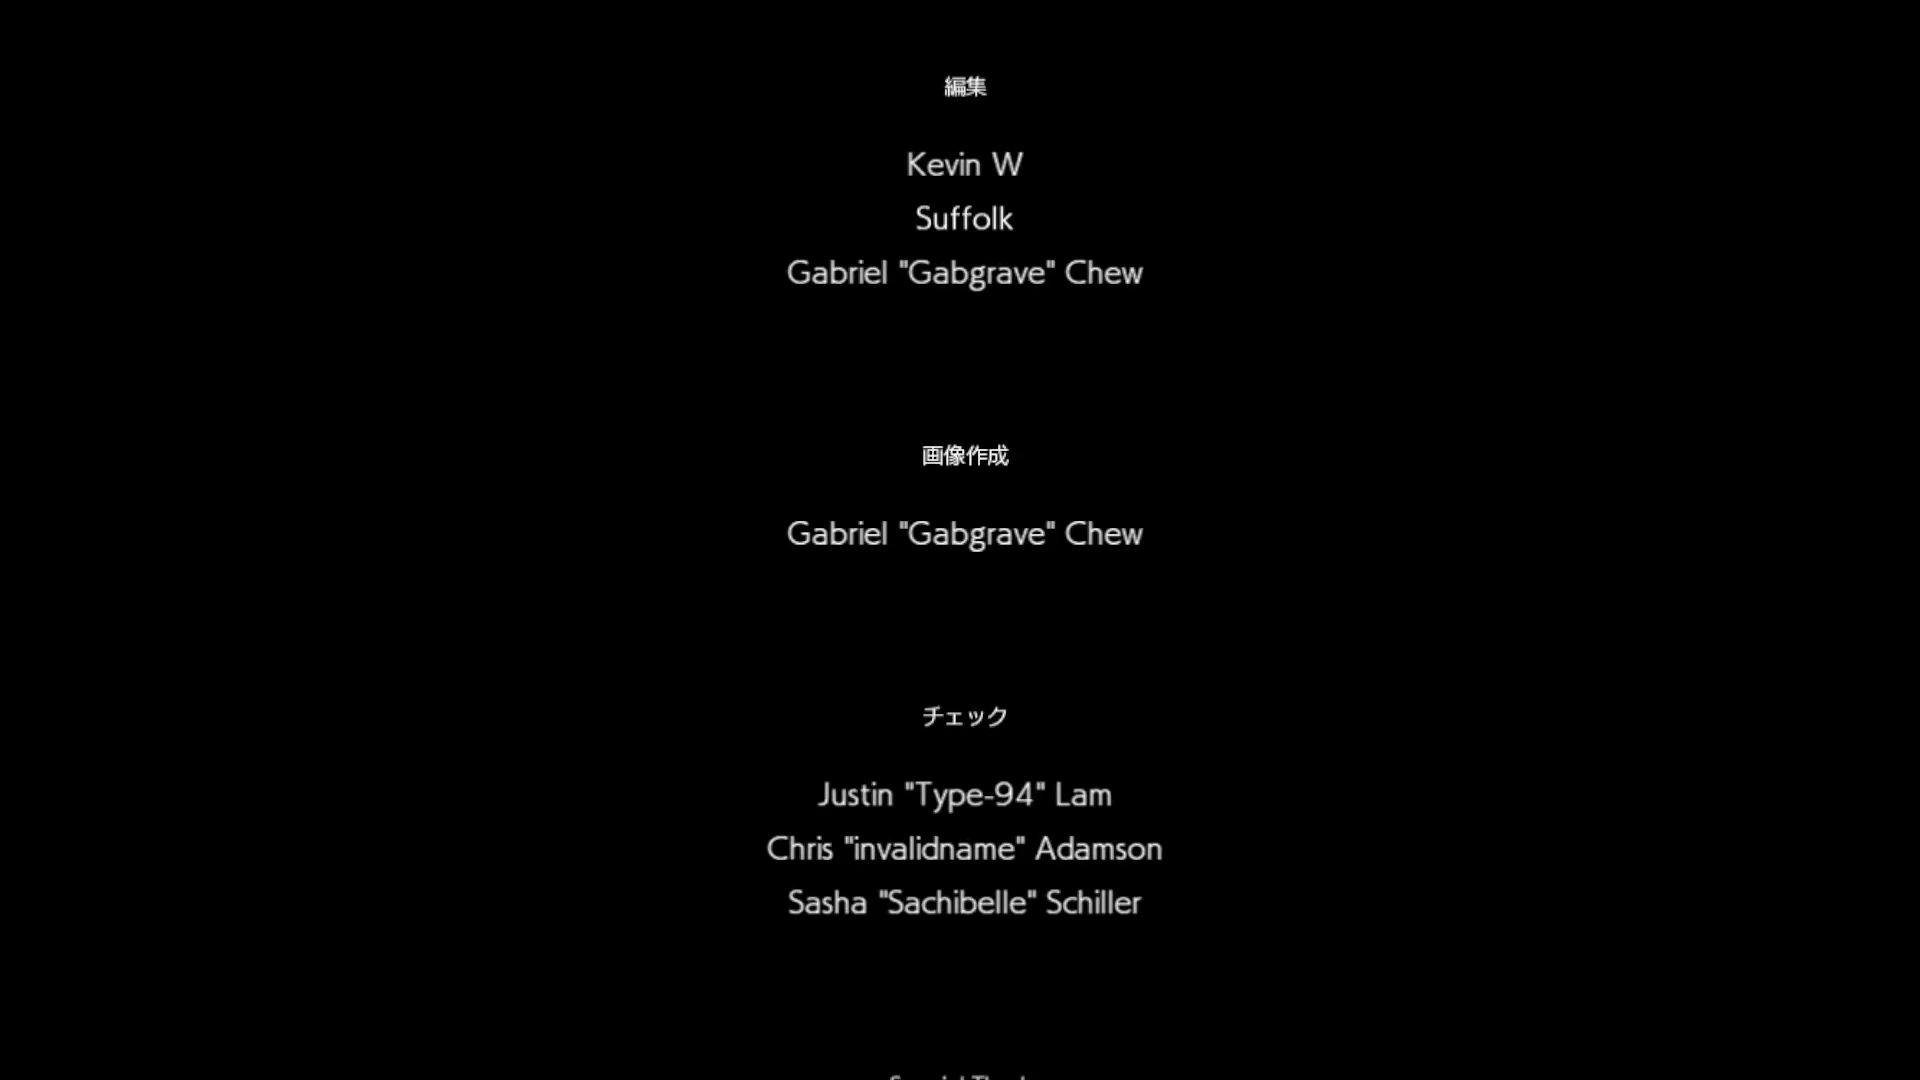 編集
Kevin W
Suffolk
Gabriel "Gabgrave" Chew
画像作成
Gabriel "Gabgrave" Chew
チェック
Justin "Type-94" Lam
Chris "invalidname" Adamson
Sasha "Sachibelle" Schiller